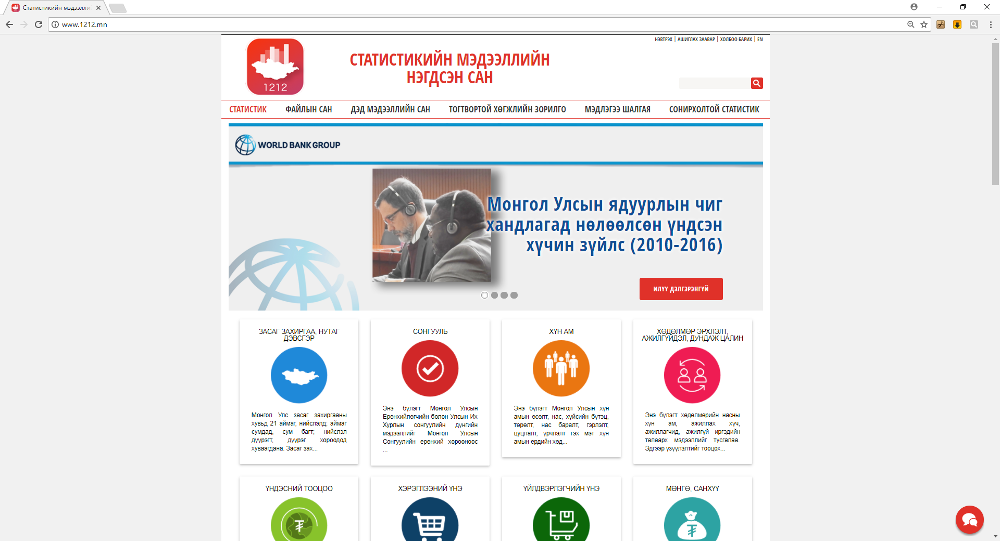 Статистикийн мэдээлли
www.1212.mn
НЭВТРЭХ | АШИГЛАХ ЗААВАР | ХОЛБОО БАРИХ | EN
1212
СТАТИСТИКИЙН МЭДЭЭЛЛИЙН
НЭГДСЭН САН
СТАТИСТИК ФАЙЛЫН САН ДЭД МЭДЭЭЛЛИЙН САН ТОГТВОРТОЙ ХӨГЖЛИЙН ЗОРИЛГО МЭДЛЭГЭЭ ШАЛГАЯ СОНИРХОЛТОЙ СТАТИСТИК
WORLD BANK GROUP
Монгол Улсын ядуурлын чиг
хандлагад нөлөөлсөн үндсэн
хүчин зүйлс (2010-2016)
ИЛҮҮ ДЭЛГЭРЭНГҮЙ
ЗАСАГ ЗАХИРГАА, НУТАГ
ДЭВСГЭР
Монгол Улс засаг захиргааны
хувьд 21 аймаг, нийслэлд; аймаг
сумдад, сум багт; нийслэл
дүүрэгт, дүүрэг хороодод
хуваагдана. Засаг зах...
СОНГУУЛЬ
Энэ бүлэгт Монгол Улсын
Ерөнхийлөгчийн болон Улсын Их
Хурлын сонгуулийн дүнгийн
мэдээллийг Монгол Улсын
Сонгуулийн ерөнхий хорооноос
...
ХҮН АМ
Энэ бүлэгт Монгол Улсын хүн
амын өсөлт, нас, хүйсийн бүтэц,
төрөлт, нас баралт, гэрлэлт,
цуцлалт, үрчлэлт гэх мэт хүн
амын ердийн хөд...
ХӨДӨЛМӨР ЭРХЛЭЛТ,
АЖИЛГҮЙДЭЛ, ДУНДАЖ ЦАЛИН
Энэ бүлэгт хөдөлмөрийн насны
хүн ам, ажиллах хүч,
ажиллагчид, ажилгүй иргэдийн
талаарх мэдээллийг тусгалаа.
Эдгээр үзүүлэлтийг тооцох...
ҮНДЭСНИЙ ТООЦОО
ХЭРЭГЛЭЭНИЙ ҮНЭ
ҮЙЛДВЭРЛЭГЧИЙН ҮНЭ
МӨНГӨ, САНХҮҮ